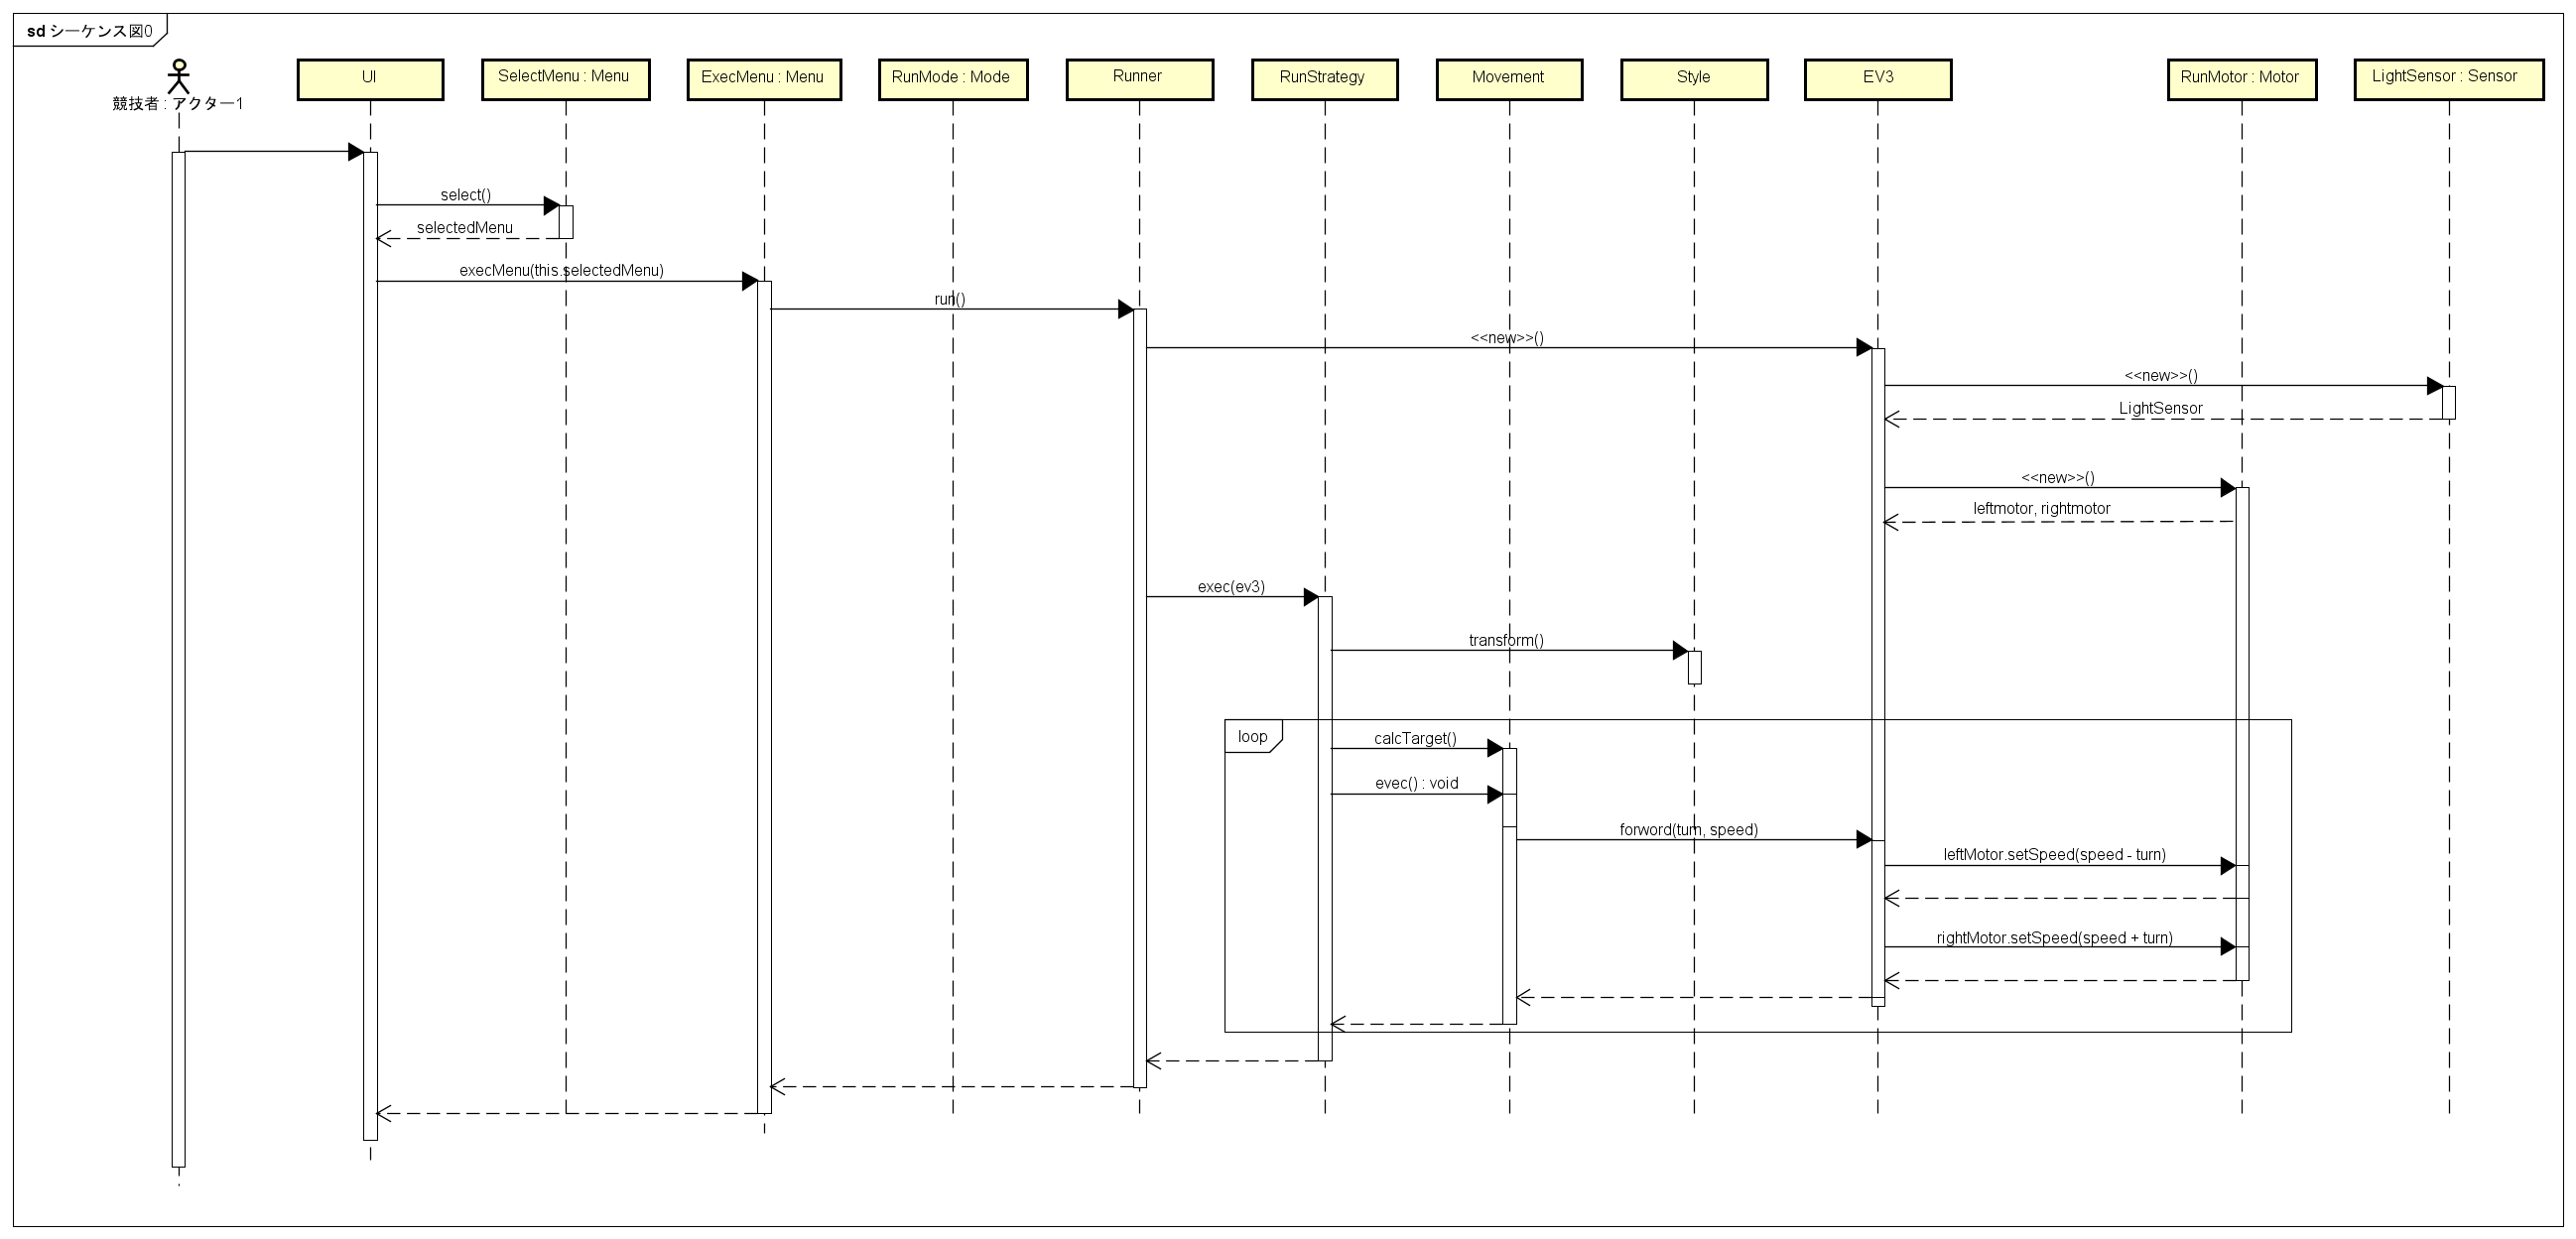 sd シーケンス図0
競技者 : アクター1
UI
SelectMenu : Menu
ExecMenu : Menu
RunMode : Mode
Runner
RunStrategy
Movement
Style
EV3
RunMotor : Motor
LightSensor : Sensor
select()
selectedMenu
execMenu(this.selectedMenu)
run()
<<new>>()
<<new>>()
LightSensor
<<new>>()
leftmotor, rightmotor
exec(ev3)
transform()
loop
calcTarget()
evec() : void
forword(turn, speed)
leftMotor.setSpeed(speed - turn)
rightMotor.setSpeed(speed + turn)